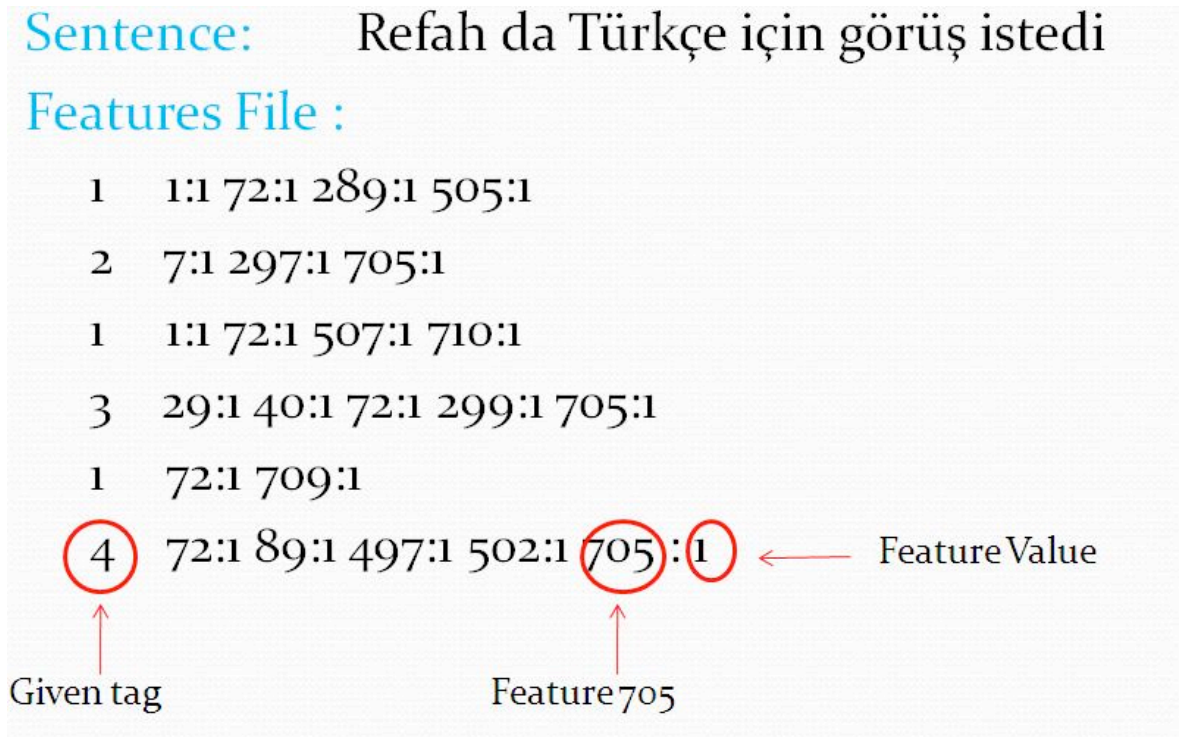 Sentence: Refah da Türkçe için görüş istedi
Features File :
1 1:1 72:1 289:1 505:1
2 7:1 297:1 705:1
1 1:1 72:1 507:1 710:1
3 29:1 40:1 72:1 299:1 705:1
1 72:1 709:1
4 72:1 89:1 497:1 502:1 705 :1 Feature Value
Given tag Feature 705